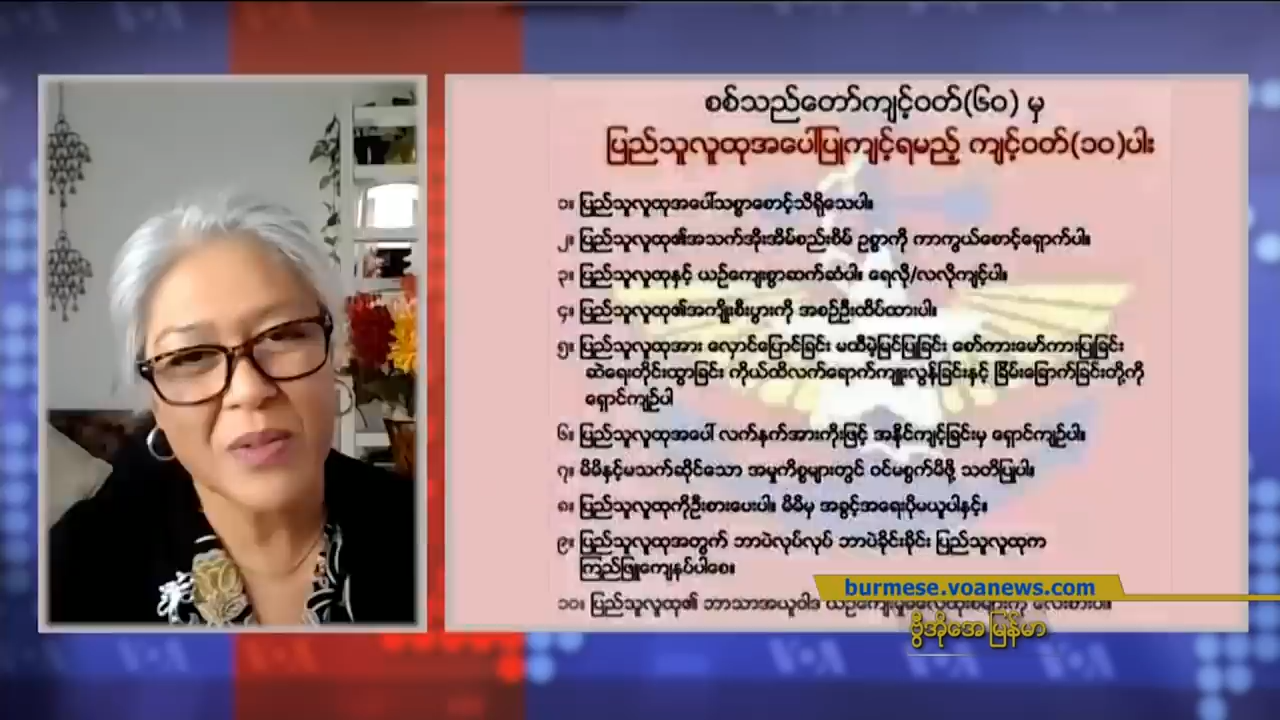 စစ်သည်တော်ကျင့်ဝတ်(၆၀) မှ
ပြည်သူလူထုအပေါ်ပြုကျင့်ရမည့် ကျင့်ဝတ်(၁၀)ပါး
၁။ ပြည်သူလူထုအပေါ်သစ္စာစောင့်သိရိုသေပါ။
၂။ ပြည်သူလူထု၏အသက်အိုးအိမ်စည်းစိမ် ဥစ္စာကို ကာကွယ်စောင့်ရှောက်ပါ။
၃။ ပြည်သူလူထုနှင့် ယဉ်ကျေးစွာဆက်ဆံပါ။ ရေလို/လလိုကျင့်ပါ။
၄။ ပြည်သူလူထု၏အကျိုးစီးပွားကို အစဉ်ဦးထိပ်ထားပါ။
၅။ ပြည်သူလူထုအား လှောင်ပြောင်ခြင်း မထီမဲ့မြင်ပြုခြင်း စော်ကားမော်ကားပြုခြင်း
ဆဲရေးတိုင်းထွာခြင်း ကိုယ်ထိလက်ရောက်ကျူးလွန်ခြင်းနှင့် ခြိမ်းခြောက်ခြင်းတို့ကို
ရှောင်ကျဉ်ပါ
၆။ ပြည်သူလူထုအပေါ် လက်နက်အားကိုးဖြင့် အနိုင်ကျင့်ခြင်းမှ ရှောင်ကျဉ်ပါ။
၇။ မိမိနှင့်မသက်ဆိုင်သော အမှုကိစ္စများတွင် ဝင်မစွက်မိဖို့ သတိပြုပါ။
၈။ ပြည်သူလူထုကိုဦးစားပေးပါ။ မိမိမှ အခွင့်အရေးပိုမယူပါနှင့်။
၉။ ပြည်သူလူထုအတွက် ဘာပဲလုပ်လုပ် ဘာပဲခိုင်းခိုင်း ပြည်သူလူထုက
ကြည်ဖြူကျေနပ်ပါစေ။
၁၀။ ပြည်သူလူထု၏ ဘာသာအယူဝါဒ
burmese.voanews.com
ဗွီအိုအေ မြန်မာ